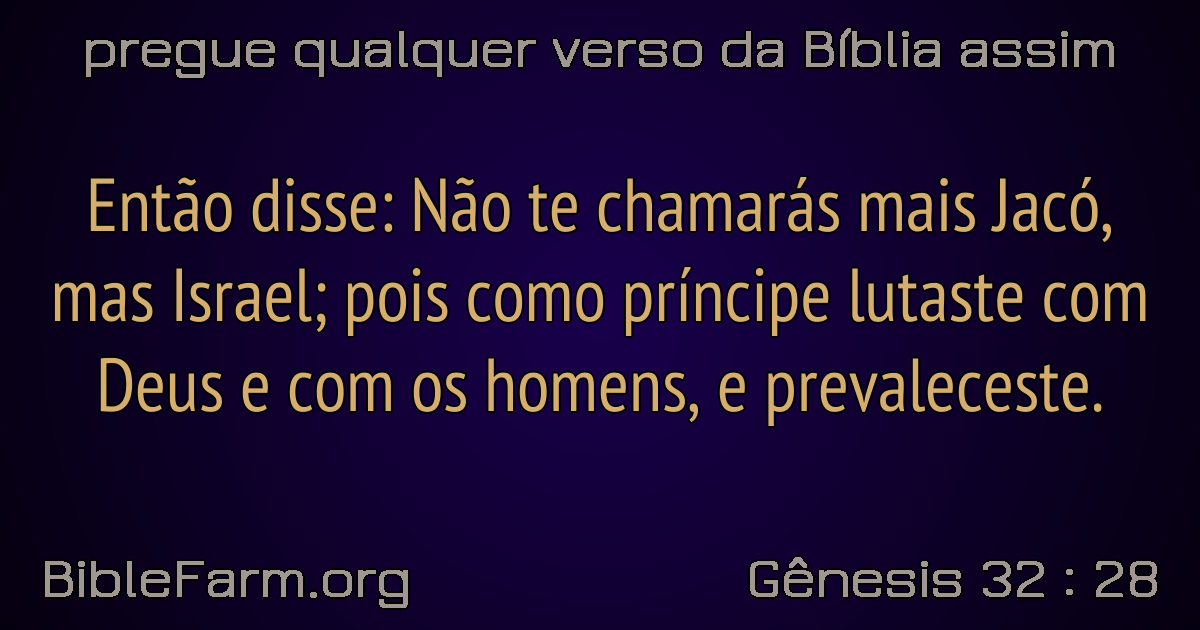 pregue qualquer verso da Bíblia assim
Então disse: Não te chamarás mais Jacó,
mas Israel; pois como príncipe lutaste com
Deus e com os homens, e prevaleceste.
BibleFarm.org
Gênesis 32 : 28